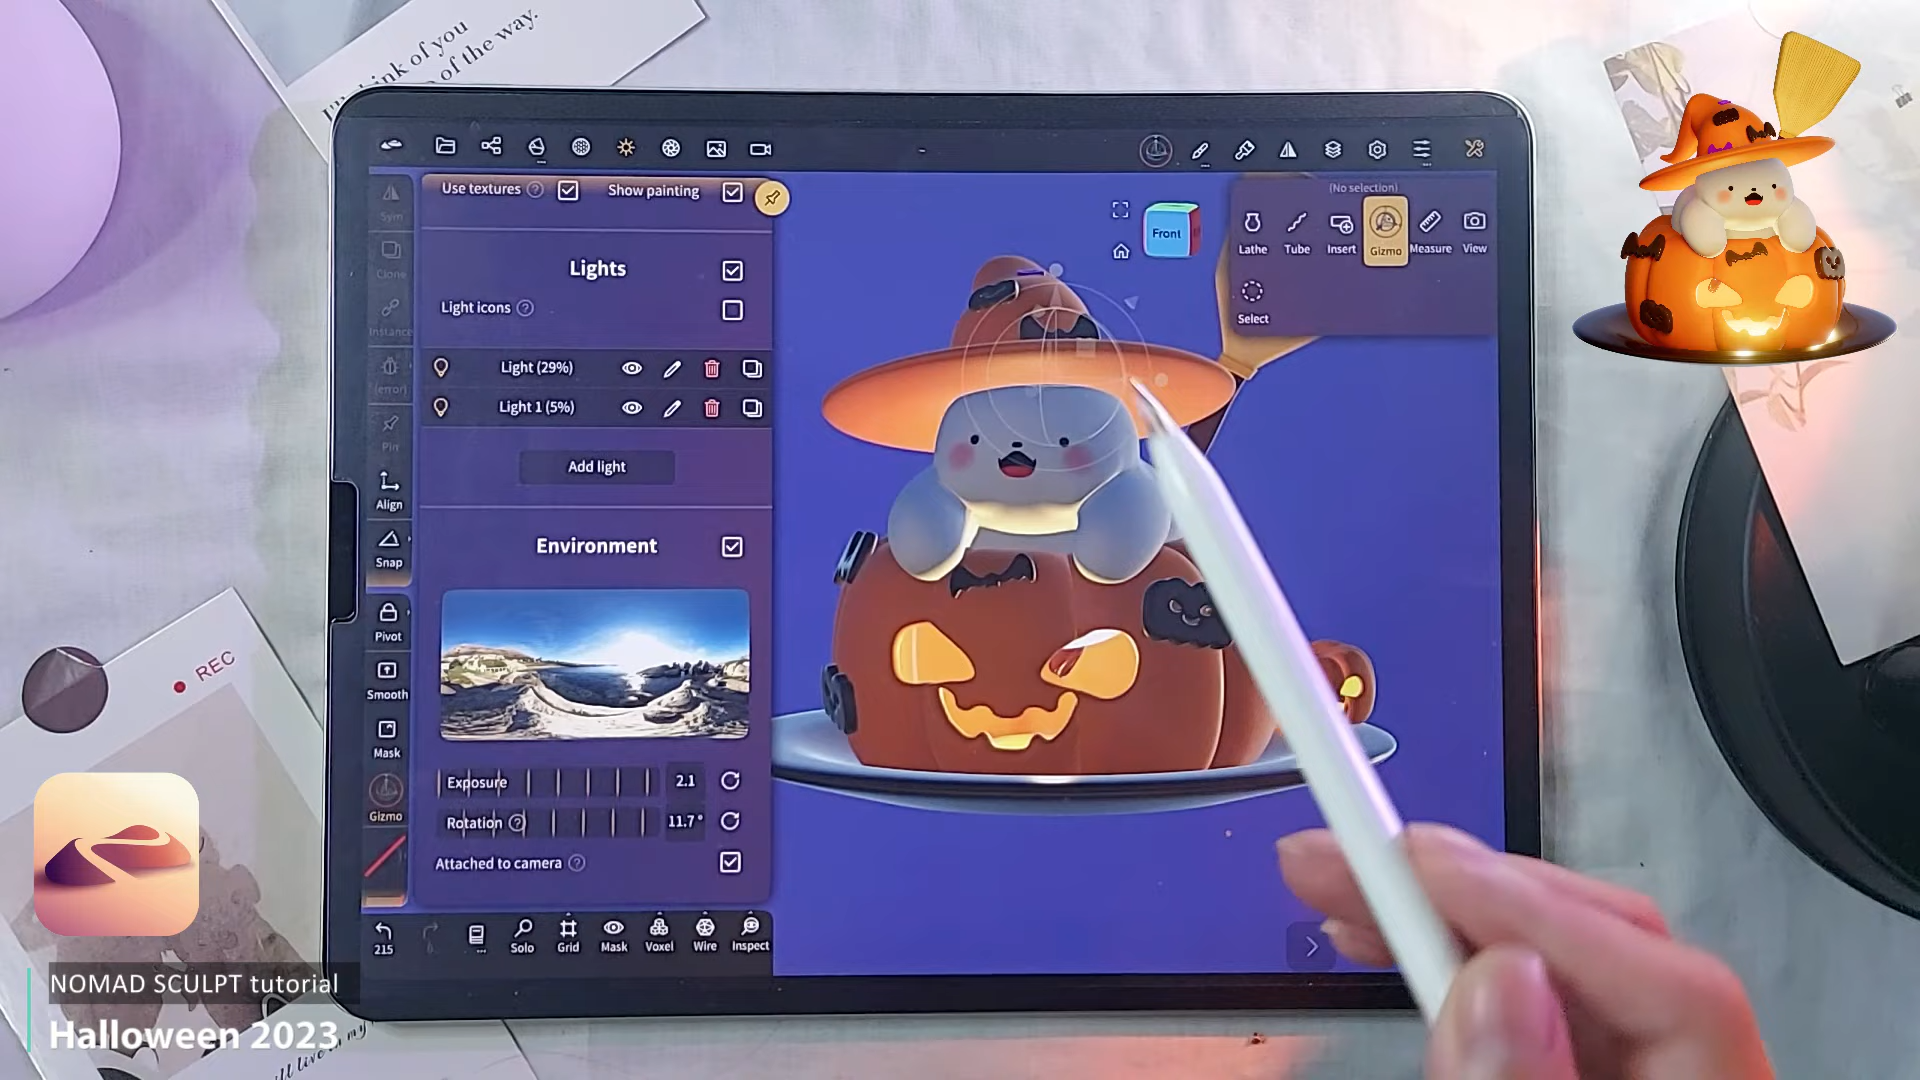 I'm think of you
of the way.
Use textures
Show painting
Lights
Light icons
Light (29%)
Light 1 (5%)
Add light
Environment
Exposure
2.1
Rotation
11.7°
Attached to camera
Sym
Clone
Instance
(error)
Pin
Align
Snap
Pivot
Smooth
Mask
Gizmo
215
Solo
Grid
Mask
Voxel
Wire
Inspect
Front
(No selection)
Lathe
Tube
Insert
Gizmo
Measure
View
Select
REC
NOMAD SCULPT tutorial
Halloween 2023